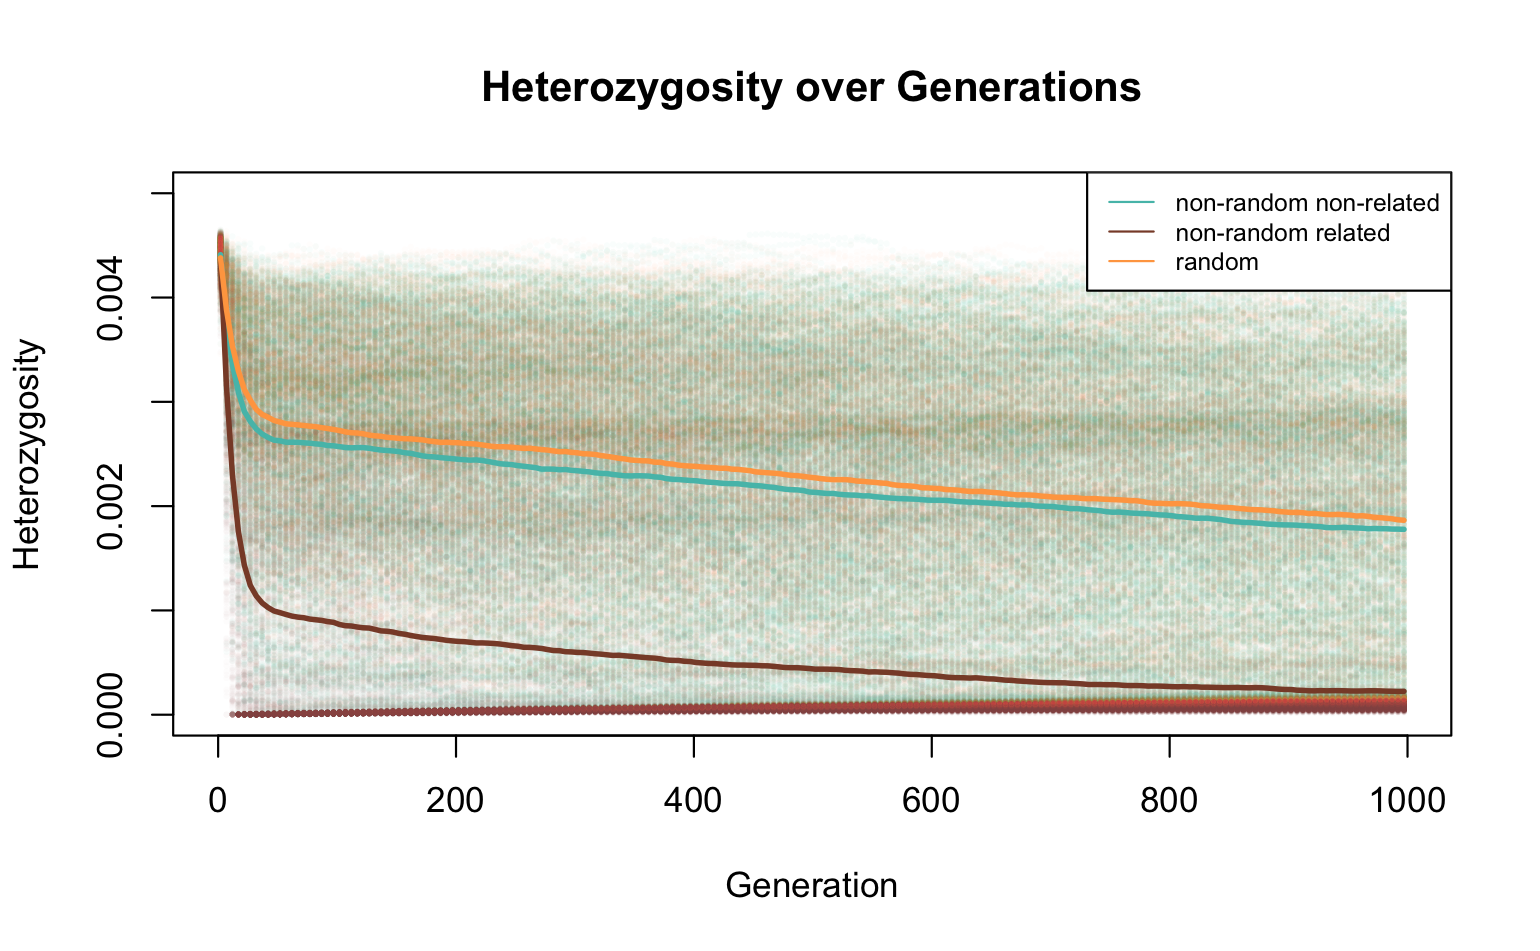 Heterozygosity over Generations
non-random non-related
non-random related
random
Heterozygosity
0.004
0.002
0.000
0 200 400 600 800 1000
Generation